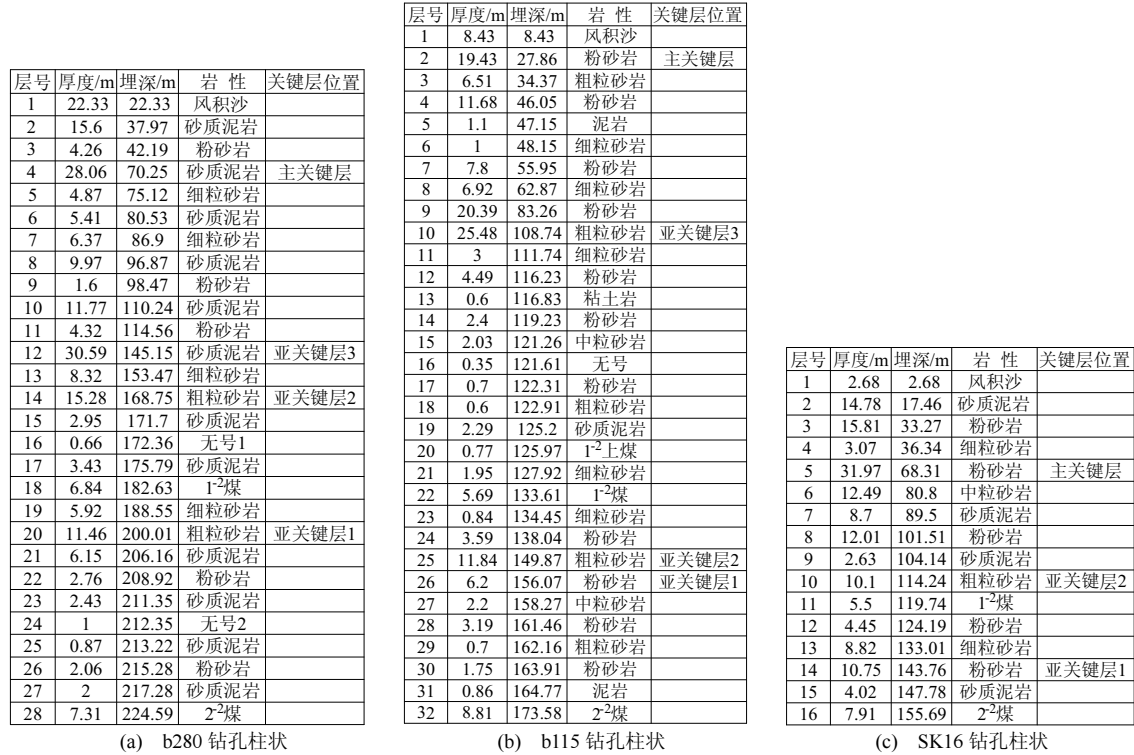 层号 厚度/m 埋深/m 岩 性 关键层位置
1 22.33 22.33 风积沙
2 15.6 37.97 砂质泥岩
3 4.26 42.19 粉砂岩
4 28.06 70.25 砂质泥岩 主关键层
5 4.87 75.12 细粒砂岩
6 5.41 80.53 砂质泥岩
7 6.37 86.9 细粒砂岩
8 9.97 96.87 砂质泥岩
9 1.6 98.47 粉砂岩
10 11.77 110.24 砂质泥岩
11 4.32 114.56 粉砂岩
12 30.59 145.15 砂质泥岩 亚关键层3
13 8.32 153.47 细粒砂岩
14 15.28 168.75 粗粒砂岩 亚关键层2
15 2.95 171.7 砂质泥岩
16 0.66 172.36 无号1
17 3.43 175.79 砂质泥岩
18 6.84 182.63 1⁻²煤
19 5.92 188.55 细粒砂岩
20 11.46 200.01 粗粒砂岩 亚关键层1
21 6.15 206.16 砂质泥岩
22 2.76 208.92 粉砂岩
23 2.43 211.35 砂质泥岩
24 1 212.35 无号2
25 0.87 213.22 砂质泥岩
26 2.06 215.28 粉砂岩
27 2 217.28 砂质泥岩
28 7.31 224.59 2⁻²煤
(a) b280 钻孔柱状
层号 厚度/m 埋深/m 岩 性 关键层位置
1 8.43 8.43 风积沙
2 19.43 27.86 粉砂岩 主关键层
3 6.51 34.37 粗粒砂岩
4 11.68 46.05 粉砂岩
5 1.1 47.15 泥岩
6 1 48.15 细粒砂岩
7 7.8 55.95 粉砂岩
8 6.92 62.87 细粒砂岩
9 20.39 83.26 粉砂岩
10 25.48 108.74 粗粒砂岩 亚关键层3
11 3 111.74 细粒砂岩
12 4.49 116.23 粉砂岩
13 0.6 116.83 粘土岩
14 2.4 119.23 粉砂岩
15 2.03 121.26 中粒砂岩
16 0.35 121.61 无号
17 0.7 122.31 粉砂岩
18 0.6 122.91 粗粒砂岩
19 2.29 125.2 砂质泥岩
20 0.77 125.97 1⁻²上煤
21 1.95 127.92 细粒砂岩
22 5.69 133.61 1⁻²煤
23 0.84 134.45 细粒砂岩
24 3.59 138.04 粉砂岩
25 11.84 149.87 粗粒砂岩 亚关键层2
26 6.2 156.07 粉砂岩 亚关键层1
27 2.2 158.27 中粒砂岩
28 3.19 161.46 粉砂岩
29 0.7 162.16 粗粒砂岩
30 1.75 163.91 粉砂岩
31 0.86 164.77 泥岩
32 8.81 173.58 2⁻²煤
(b) b115 钻孔柱状
层号 厚度/m 埋深/m 岩 性 关键层位置
1 2.68 2.68 风积沙
2 14.78 17.46 砂质泥岩
3 15.81 33.27 粉砂岩
4 3.07 36.34 细粒砂岩
5 31.97 68.31 粉砂岩 主关键层
6 12.49 80.8 中粒砂岩
7 8.7 89.5 砂质泥岩
8 12.01 101.51 粉砂岩
9 2.63 104.14 砂质泥岩
10 10.1 114.24 粗粒砂岩 亚关键层2
11 5.5 119.74 1⁻²煤
12 4.45 124.19 粉砂岩
13 8.82 133.01 细粒砂岩
14 10.75 143.76 粉砂岩 亚关键层1
15 4.02 147.78 砂质泥岩
16 7.91 155.69 2⁻²煤
(c) SK16 钻孔柱状